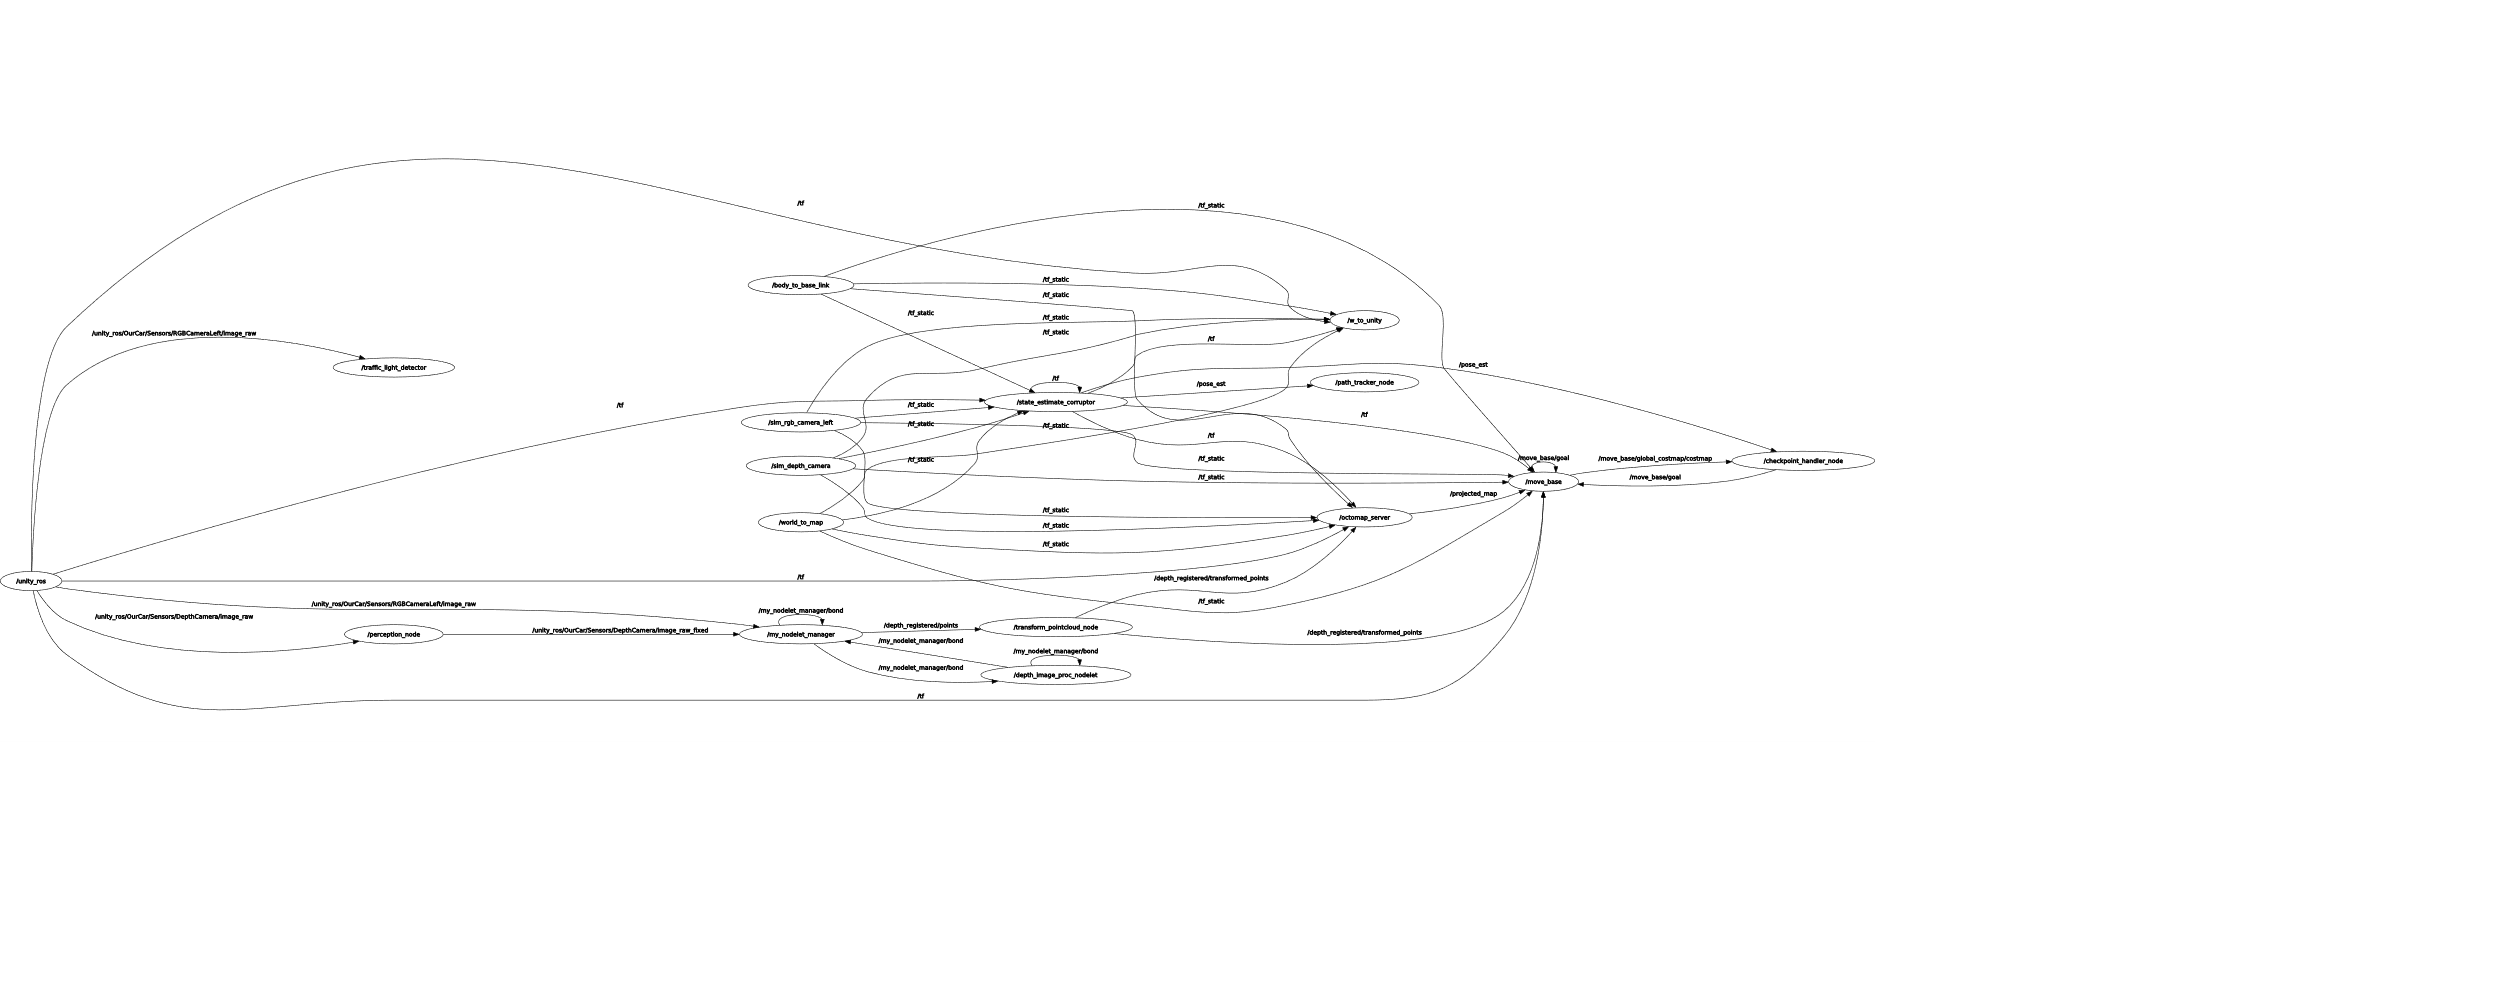 /tf
/tf_static
/body_to_base_link
/tf_static
/tf_static
/tf_static
/tf_static
/w_to_unity
/unity_ros/OurCar/Sensors/RGBCameraLeft/image_raw
/tf_static
/tf
/traffic_light_detector
/pose_est
/tf
/path_tracker_node
/pose_est
/tf
/tf_static
/state_estimate_corruptor
/tf
/sim_rgb_camera_left
/tf_static
/tf_static
/tf
/tf_static
/tf_static
/move_base/goal
/move_base/global_costmap/costmap
/checkpoint_handler_node
/sim_depth_camera
/tf_static
/move_base/goal
/move_base
/projected_map
/tf_static
/world_to_map
/octomap_server
/tf_static
/tf_static
/unity_ros
/tf
/depth_registered/transformed_points
/tf_static
/unity_ros/OurCar/Sensors/RGBCameraLeft/image_raw
/my_nodelet_manager/bond
/unity_ros/OurCar/Sensors/DepthCamera/image_raw
/depth_registered/points
/transform_pointcloud_node
/unity_ros/OurCar/Sensors/DepthCamera/image_raw_fixed
/perception_node
/my_nodelet_manager
/depth_registered/transformed_points
/my_nodelet_manager/bond
/my_nodelet_manager/bond
/my_nodelet_manager/bond
/depth_image_proc_nodelet
/tf